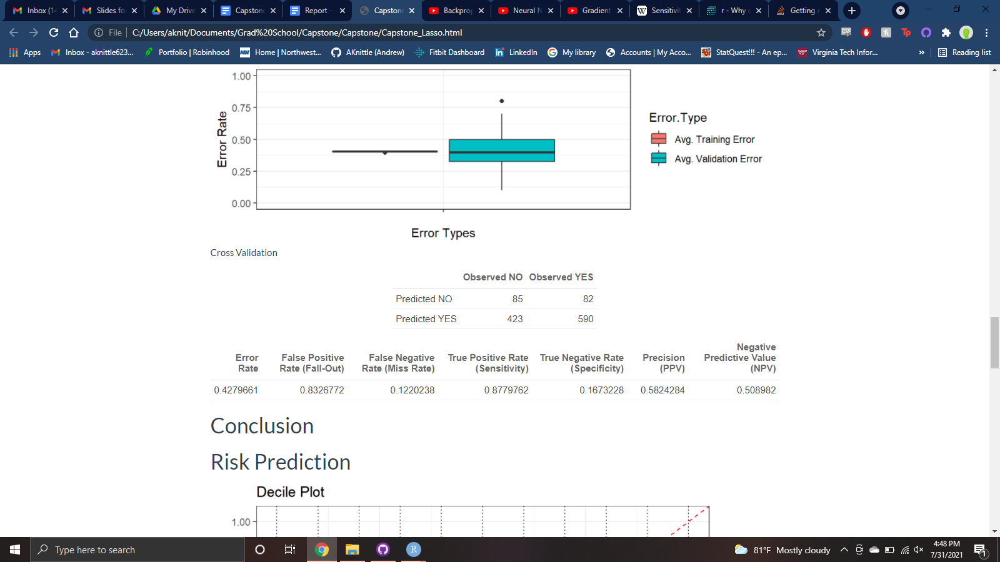 Inbox (14
Slides fo
My Drive
Capstone
Report -
Capstone
Backprop
Neural N
Gradient
Sensitivit
r - Why c
Getting r
File | C:/Users/aknit/Documents/Grad%20School/Capstone/Capstone/Capstone_Lasso.html
Apps
Inbox - aknittle623...
Portfolio | Robinhood
Home | Northwest...
AKnittle (Andrew)
Fitbit Dashboard
LinkedIn
My library
Accounts | My Acco...
StatQuest!!! - An ep...
Virginia Tech Infor...
»
Reading list
1.00
0.75
0.50
0.25
0.00
Error Rate
Error Types
Error.Type
Avg. Training Error
Avg. Validation Error
Cross Validation
Observed NO Observed YES
Predicted NO 85 82
Predicted YES 423 590
Error Rate False Positive Rate (Fall-Out) False Negative Rate (Miss Rate) True Positive Rate (Sensitivity) True Negative Rate (Specificity) Precision (PPV) Negative Predictive Value (NPV)
0.4279661 0.8326772 0.1220238 0.8779762 0.1673228 0.5824284 0.508982
Conclusion
Risk Prediction
Decile Plot
1.00
Type here to search
81°F Mostly cloudy
4:48 PM
7/31/2021
1